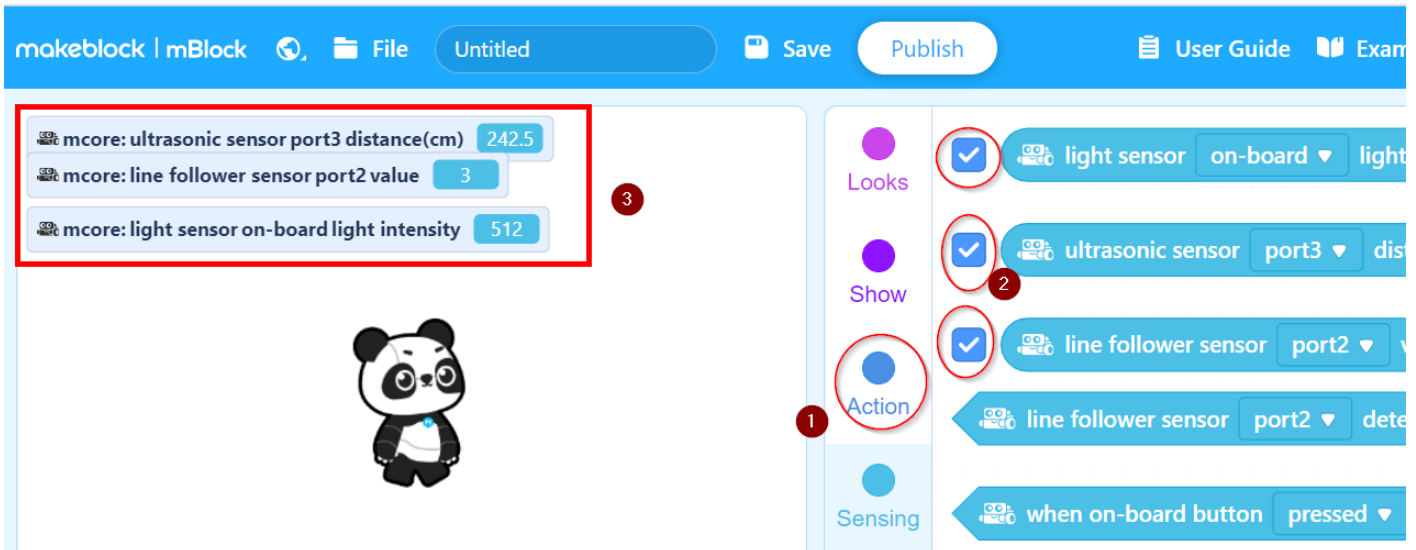 makeblock | mBlock File Untitled Save Publish User Guide Exam
mcore: ultrasonic sensor port3 distance(cm) 242.5
mcore: line follower sensor port2 value 3
mcore: light sensor on-board light intensity 512
3
Looks
Show
Action
1
Sensing
light sensor on-board light
ultrasonic sensor port3 dist
2
line follower sensor port2
line follower sensor port2 dete
when on-board button pressed